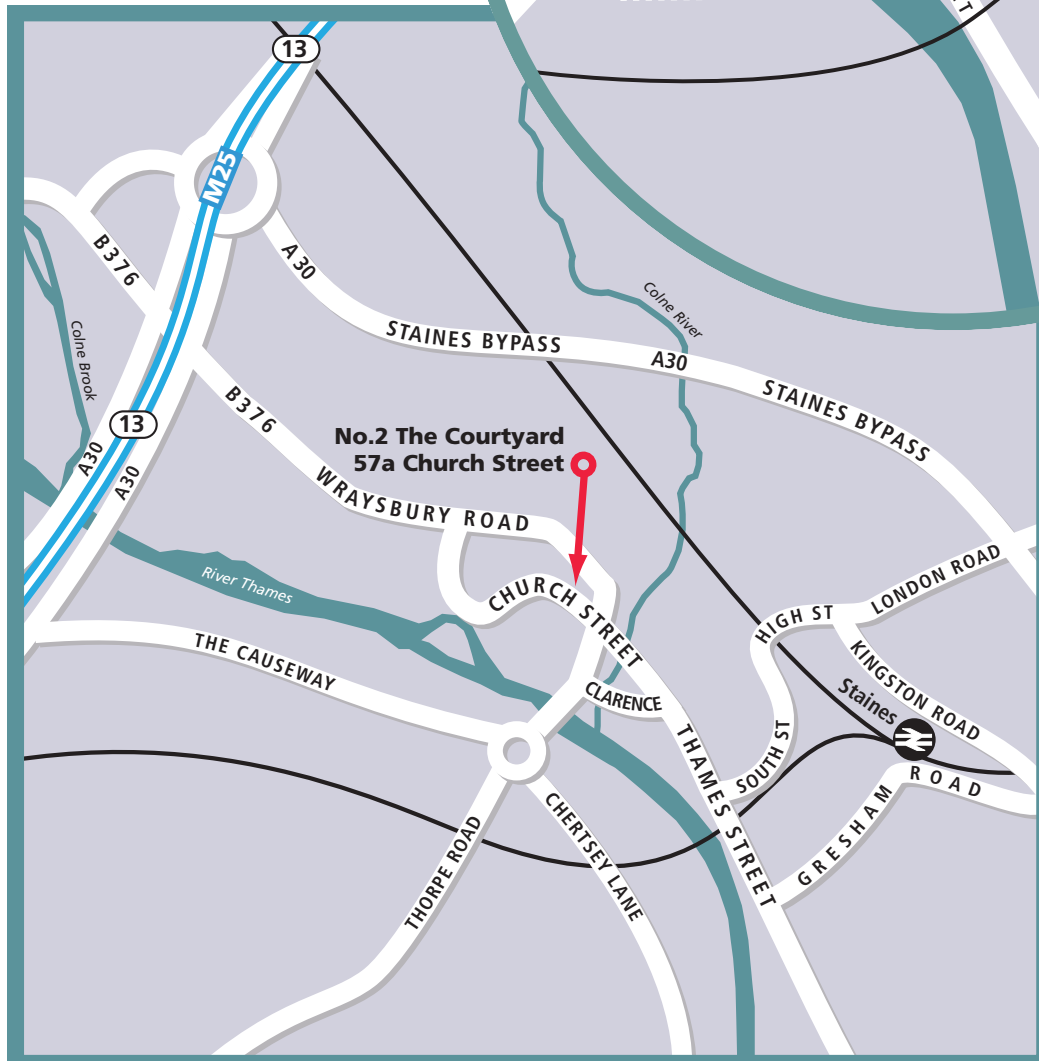 13
M25
B376
A30
Colne Brook
Colne River
STAINES BYPASS
A30
STAINES BYPASS
B376
13
A30
A30
No.2 The Courtyard
57a Church Street
WRAYSBURY ROAD
River Thames
CHURCH STREET
LONDON ROAD
HIGH ST
KINGSTON ROAD
THE CAUSEWAY
CLARENCE
Staines
THAMES STREET
SOUTH ST
GRESHAM ROAD
CHERTSEY LANE
THORPE ROAD